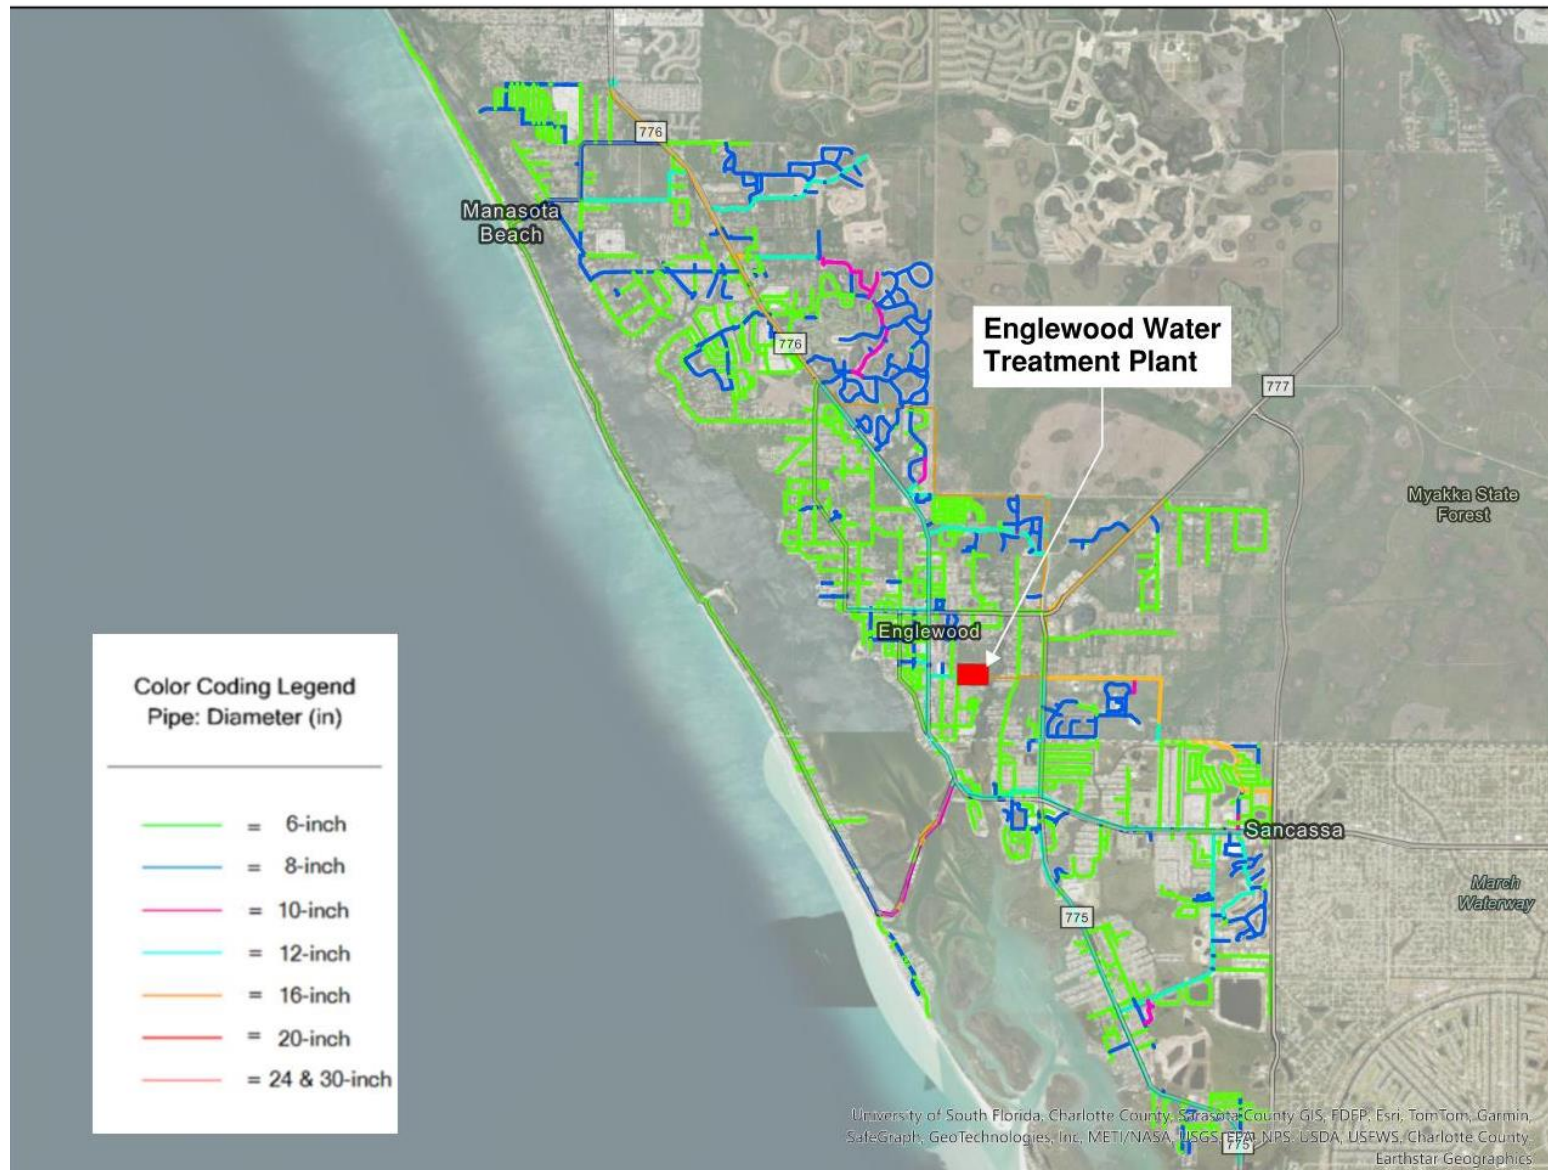 776
Manasota
Beach
Englewood Water
Treatment Plant
776
777
Myakka State
Forest
Englewood
Color Coding Legend
Pipe: Diameter (in)
= 6-inch
= 8-inch
= 10-inch
= 12-inch
= 16-inch
= 20-inch
= 24 & 30-inch
Sancassa
March
Waterway
775
University of South Florida, Charlotte County, Sarasota County GIS, FDEP, Esri, TomTom, Garmin,
SafeGraph, GeoTechnologies, Inc, METI/NASA, USGS, EPA, NPS, USDA, USFWS, Charlotte County,
775
Earthstar Geographics